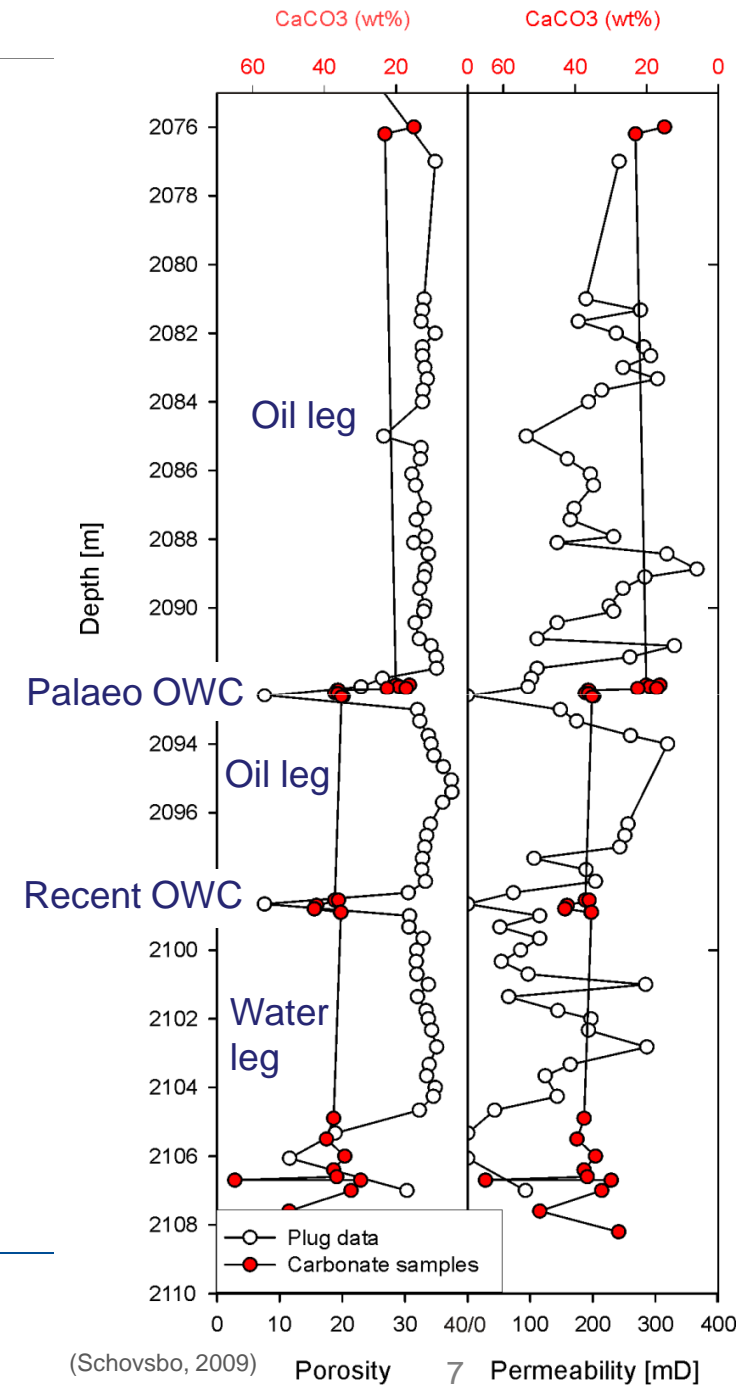 CaCO3 (wt%) CaCO3 (wt%)
60 40 20 0 60 40 20 0
2076
2078
2080
2082
2084
2086
2088
2090
2094
2096
2100
2102
2104
2106
2108
2110
Depth [m]
Oil leg
Palaeo OWC
Oil leg
Recent OWC
Water
leg
Plug data
Carbonate samples
0 10 20 30 40/0 100 200 300 400
(Schovsbo, 2009) Porosity 7 Permeability [mD]